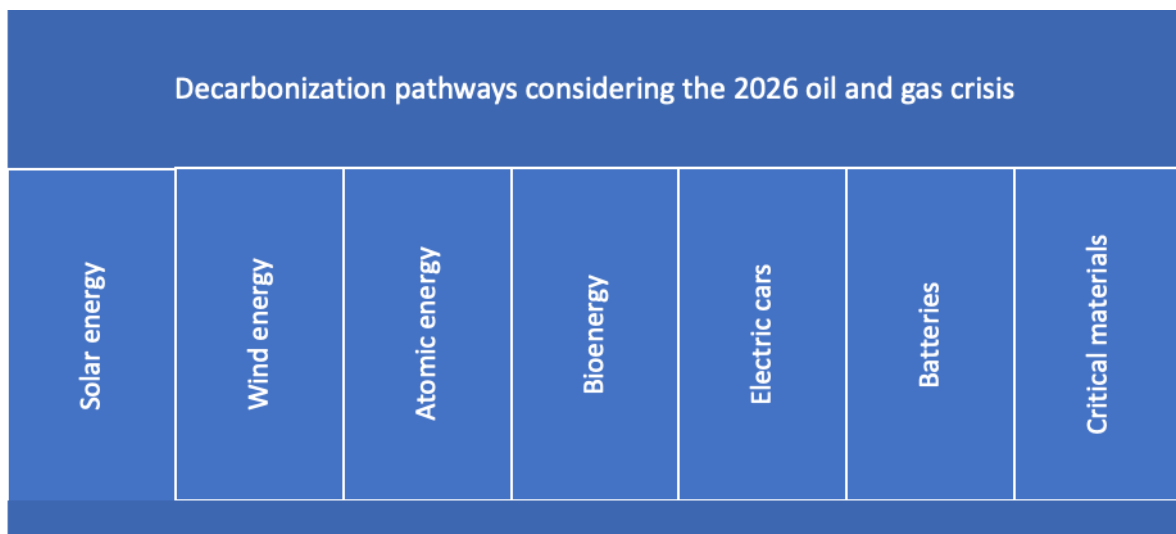 Decarbonization pathways considering the 2026 oil and gas crisis
Solar energy
Wind energy
Atomic energy
Bioenergy
Electric cars
Batteries
Critical materials